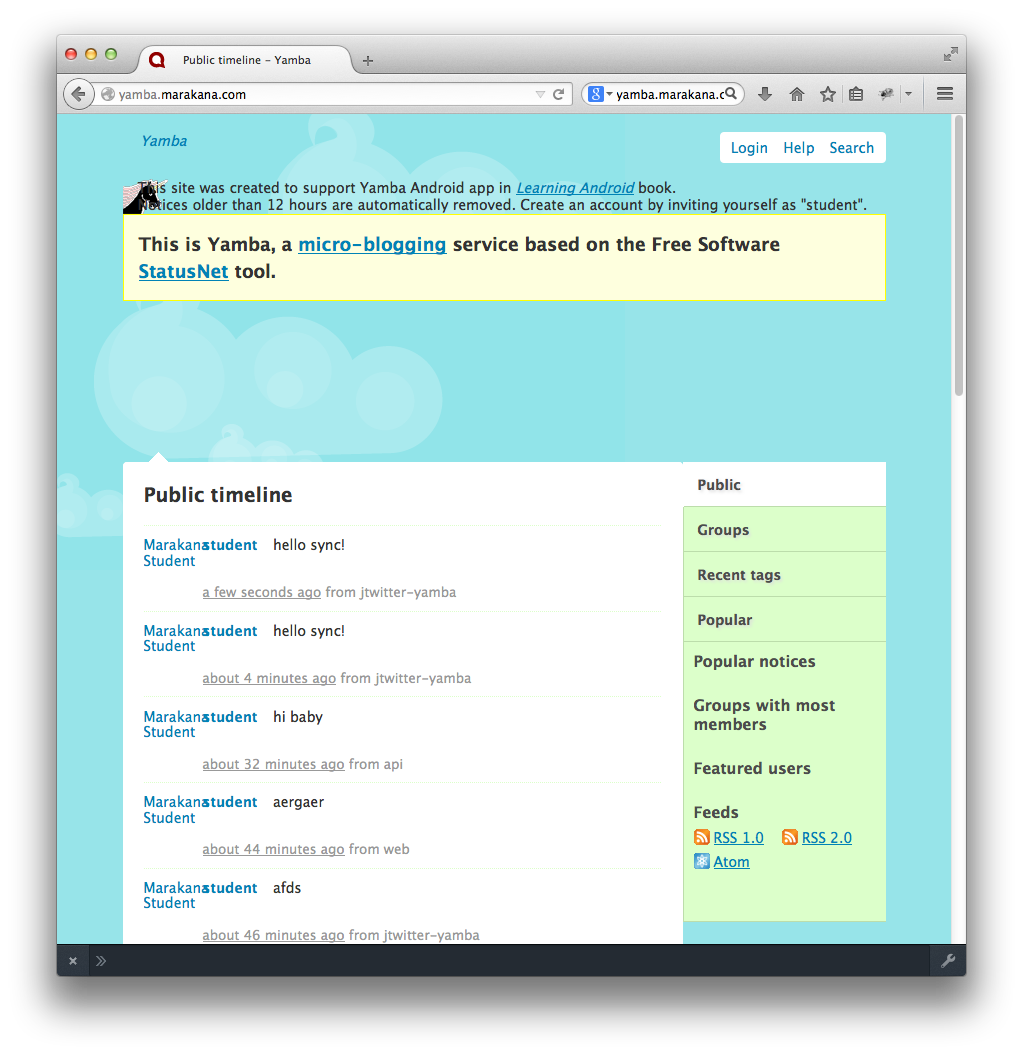 Public timeline – Yamba
yamba.marakana.com
yamba.marakana.c
Yamba
Login Help Search
This site was created to support Yamba Android app in Learning Android book.
Notices older than 12 hours are automatically removed. Create an account by inviting yourself as "student".
This is Yamba, a micro-blogging service based on the Free Software
StatusNet tool.
Public timeline
Marakana student hello sync!
Student
a few seconds ago from jtwitter-yamba
Marakana student hello sync!
Student
about 4 minutes ago from jtwitter-yamba
Marakana student hi baby
Student
about 32 minutes ago from api
Marakana student aergaer
Student
about 44 minutes ago from web
Marakana student afds
Student
about 46 minutes ago from jtwitter-yamba
Public
Groups
Recent tags
Popular
Popular notices
Groups with most
members
Featured users
Feeds
RSS 1.0 RSS 2.0
Atom